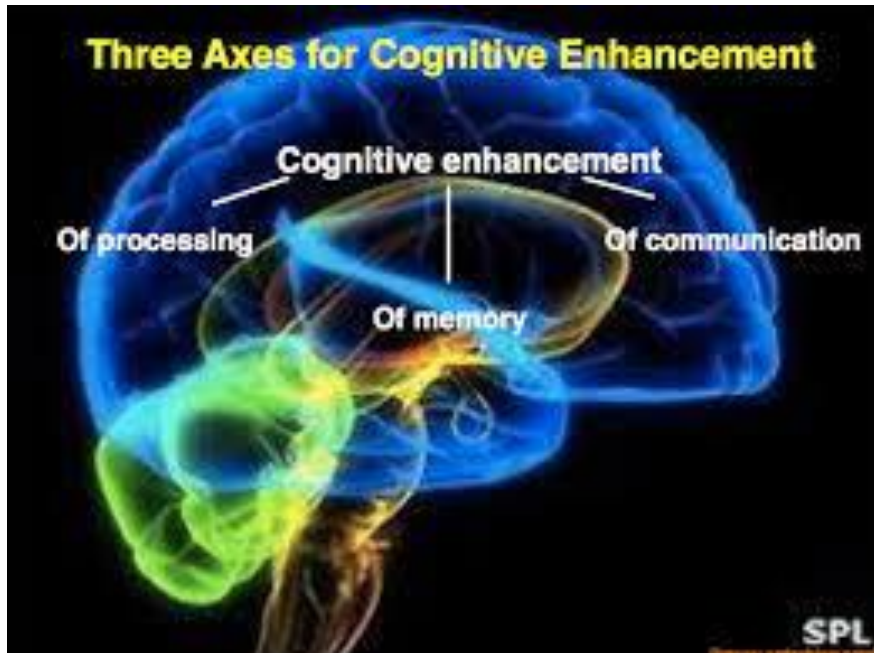 Three Axes for Cognitive Enhancement
Cognitive enhancement
Of processing
Of communication
Of memory
SPL